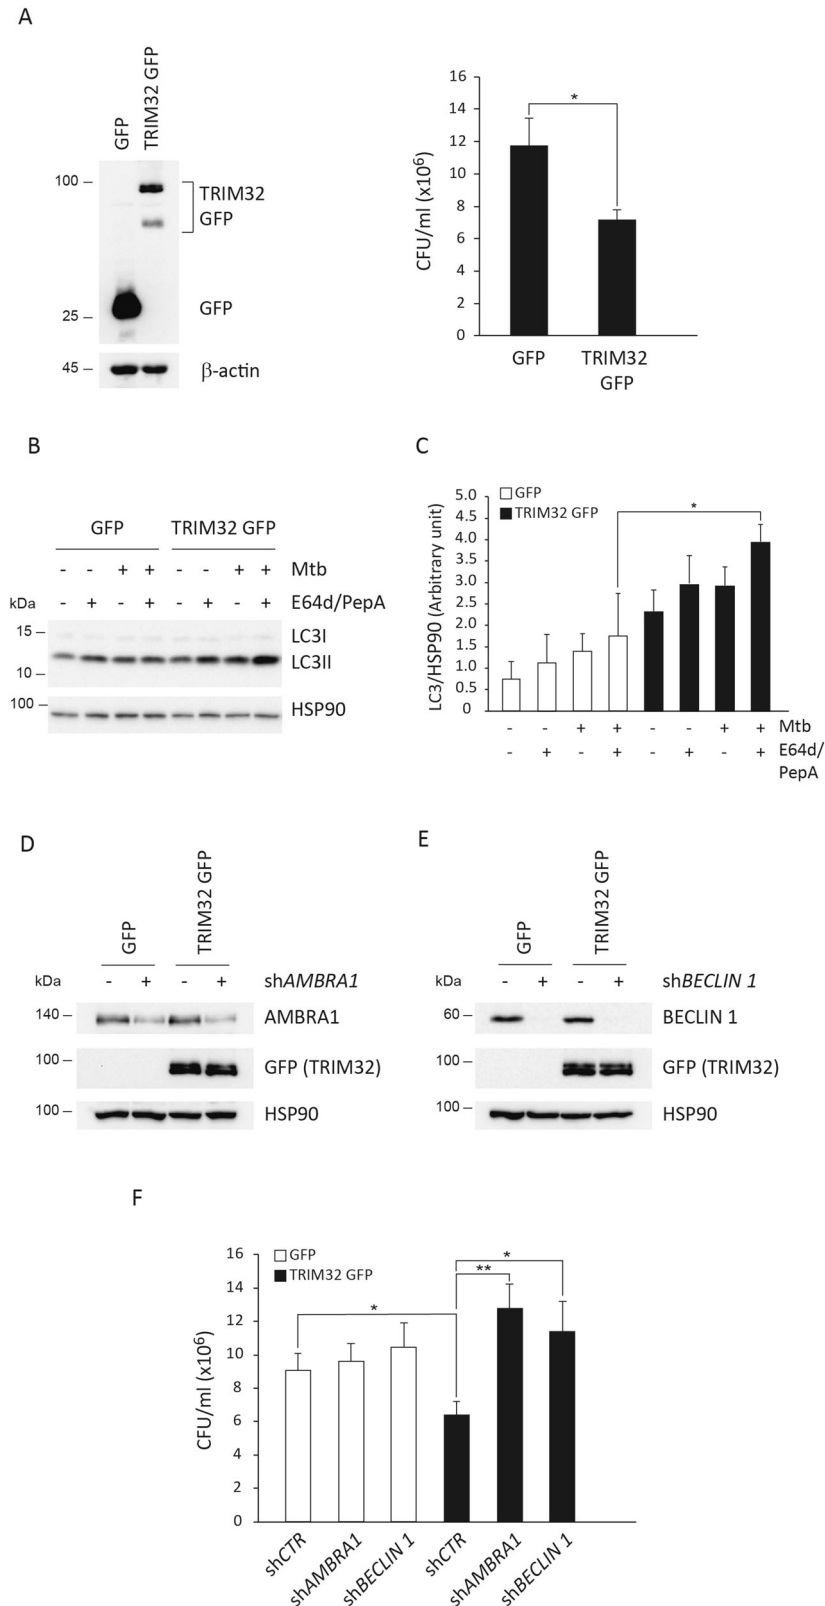 A
GFP
TRIM32 GFP
100
TRIM32
GFP
25
GFP
45
β-actin
16
14
12
10
8
6
4
2
0
CFU/ml (x10⁶)
*
GFP
TRIM32
GFP
B
GFP TRIM32 GFP
- - + + - - + + Mtb
kDa - + - + - + - + E64d/PepA
15
LC3I
LC3II
10
100
HSP90
C
GFP
TRIM32 GFP
5.0
4.5
4.0
3.5
3.0
2.5
2.0
1.5
1.0
0.5
0
LC3/HSP90 (Arbitrary unit)
*
- - + + - - + + Mtb
- + - + - + - + E64d/
PepA
D
GFP
TRIM32 GFP
kDa - + - + shAMBRA1
140 AMBRA1
100 GFP (TRIM32)
100 HSP90
E
GFP
TRIM32 GFP
kDa - + - + shBECLIN 1
60 BECLIN 1
100 GFP (TRIM32)
100 HSP90
F
GFP
TRIM32 GFP
16
14
12
10
8
6
4
2
0
CFU/ml (x10⁶)
*
**
*
shCTR
shAMBRA1
shBECLIN 1
shCTR
shAMBRA1
shBECLIN 1